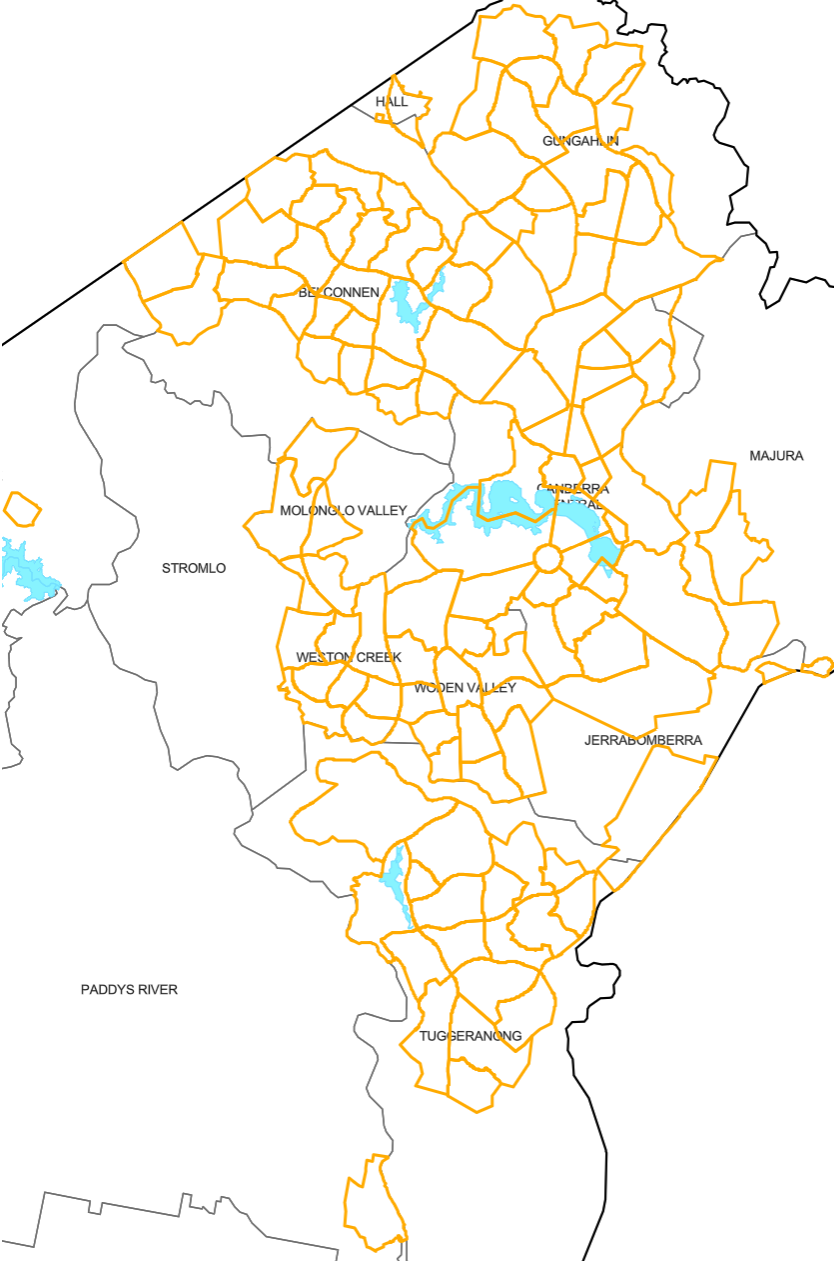 HALL
GUNGAHLIN
BELCONNEN
MAJURA
CANBERRA
CENTRAL
MOLONGLO VALLEY
STROMLO
WESTON CREEK
WODEN VALLEY
JERRABOMBERRA
PADDYS RIVER
TUGGERANONG